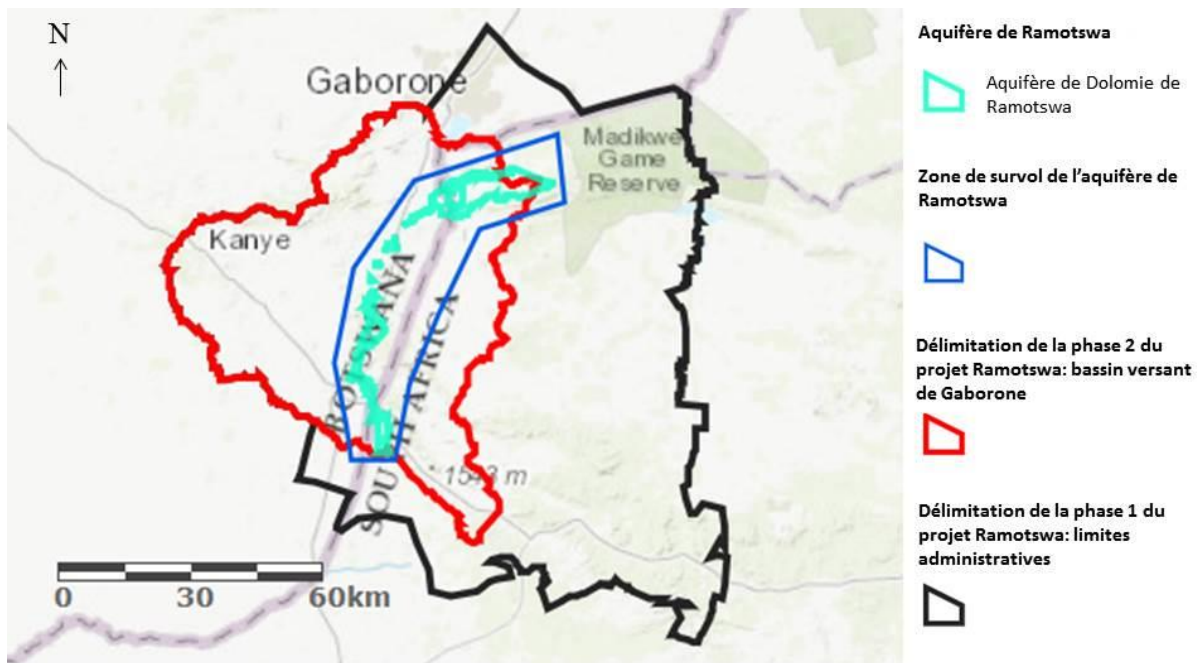 N
Gaborone
Madikwe
Game
Reserve
Kanye
BOTSWANA
SOUTH AFRICA
1543 m
0 30 60km
Aquifère de Ramotswa
Aquifère de Dolomie de
Ramotswa
Zone de survol de l’aquifère de
Ramotswa
Délimitation de la phase 2 du
projet Ramotswa: bassin versant
de Gaborone
Délimitation de la phase 1 du
projet Ramotswa: limites
administratives